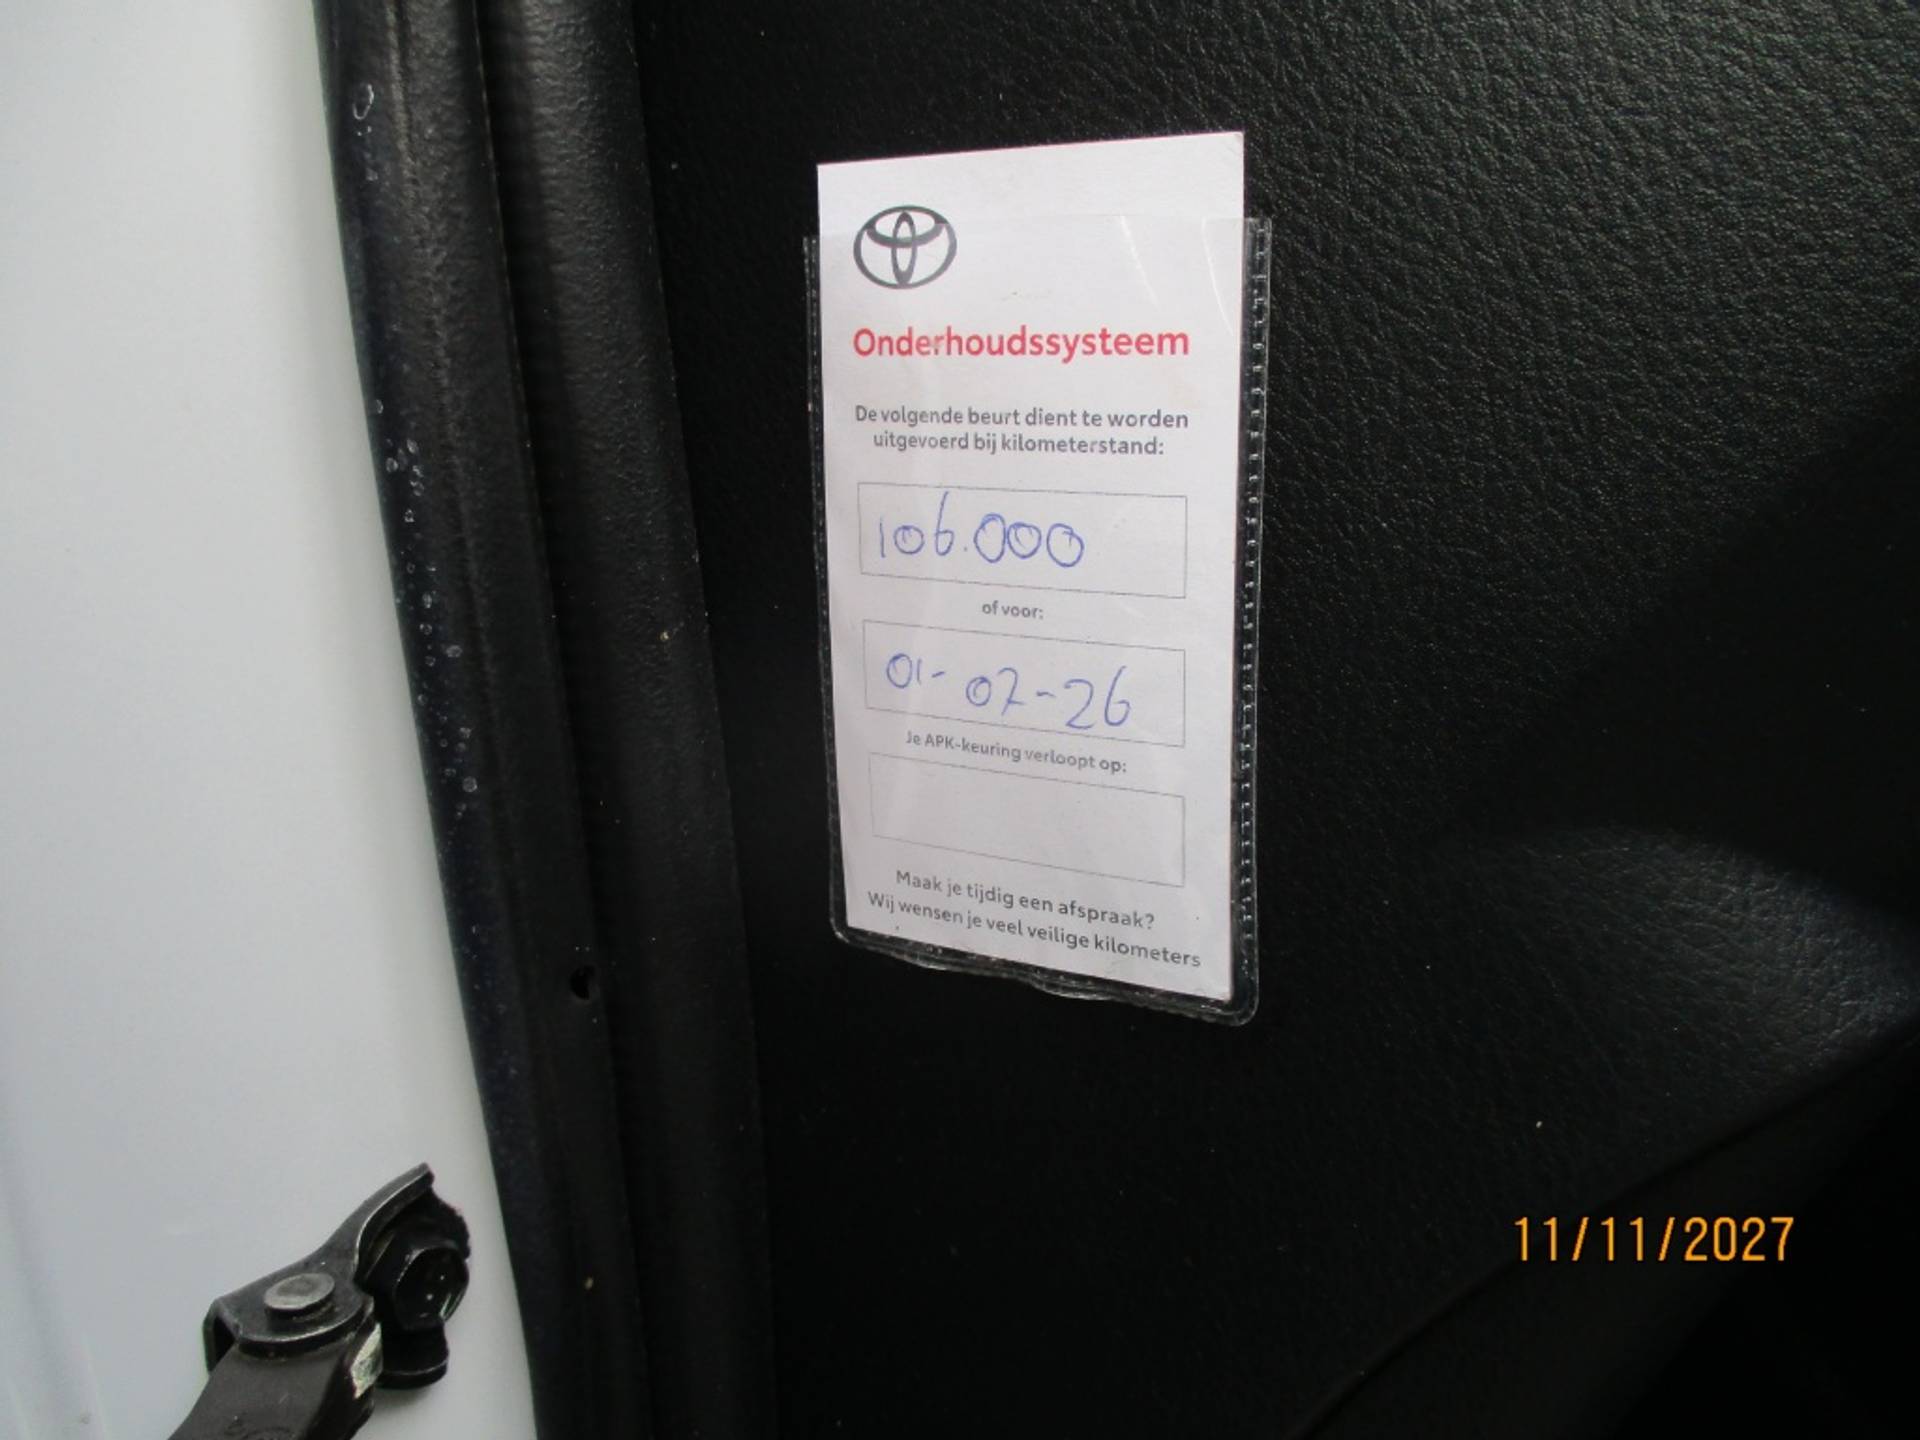 Onderhoudssysteem
De volgende beurt dient te worden
uitgevoerd bij kilometerstand:
106.000
of voor:
01-07-26
Je APK-keuring verloopt op:
Maak je tijdig een afspraak?
Wij wensen je veel veilige kilometers
11/11/2027